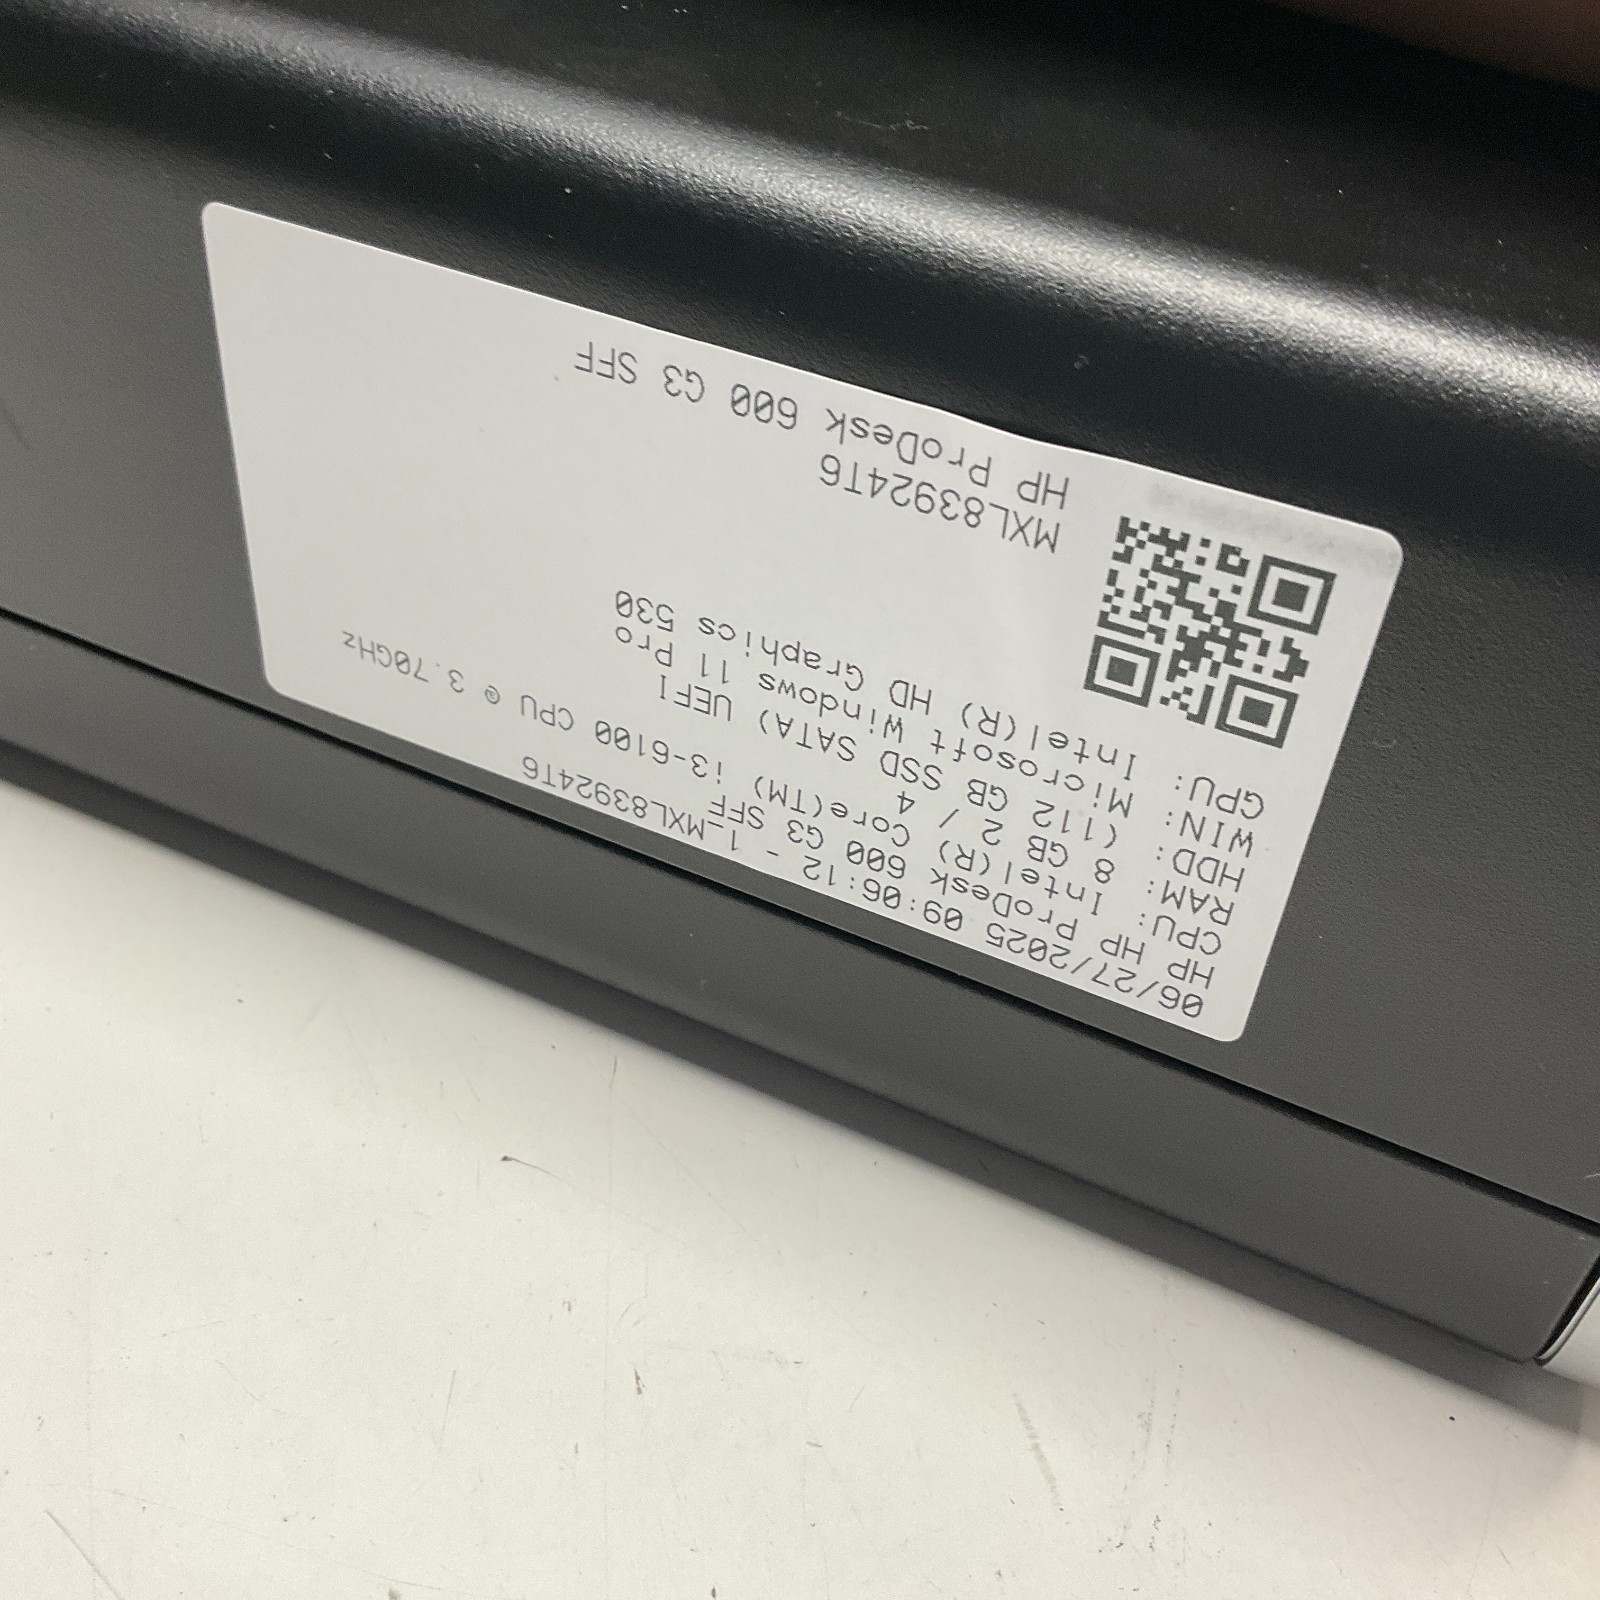 06/27/2025 09:06:12 - 1_MXL83924T6
HP HP ProDesk 600 G3 SFF
CPU: Intel(R) Core(TM) i3-6100 CPU @ 3.70GHz
RAM: 8 GB 2 / 4
HDD: (112 GB SSD SATA) UEFI
WIN: Microsoft Windows 11 Pro
GPU: Intel(R) HD Graphics 530
MXL83924T6
HP ProDesk 600 G3 SFF